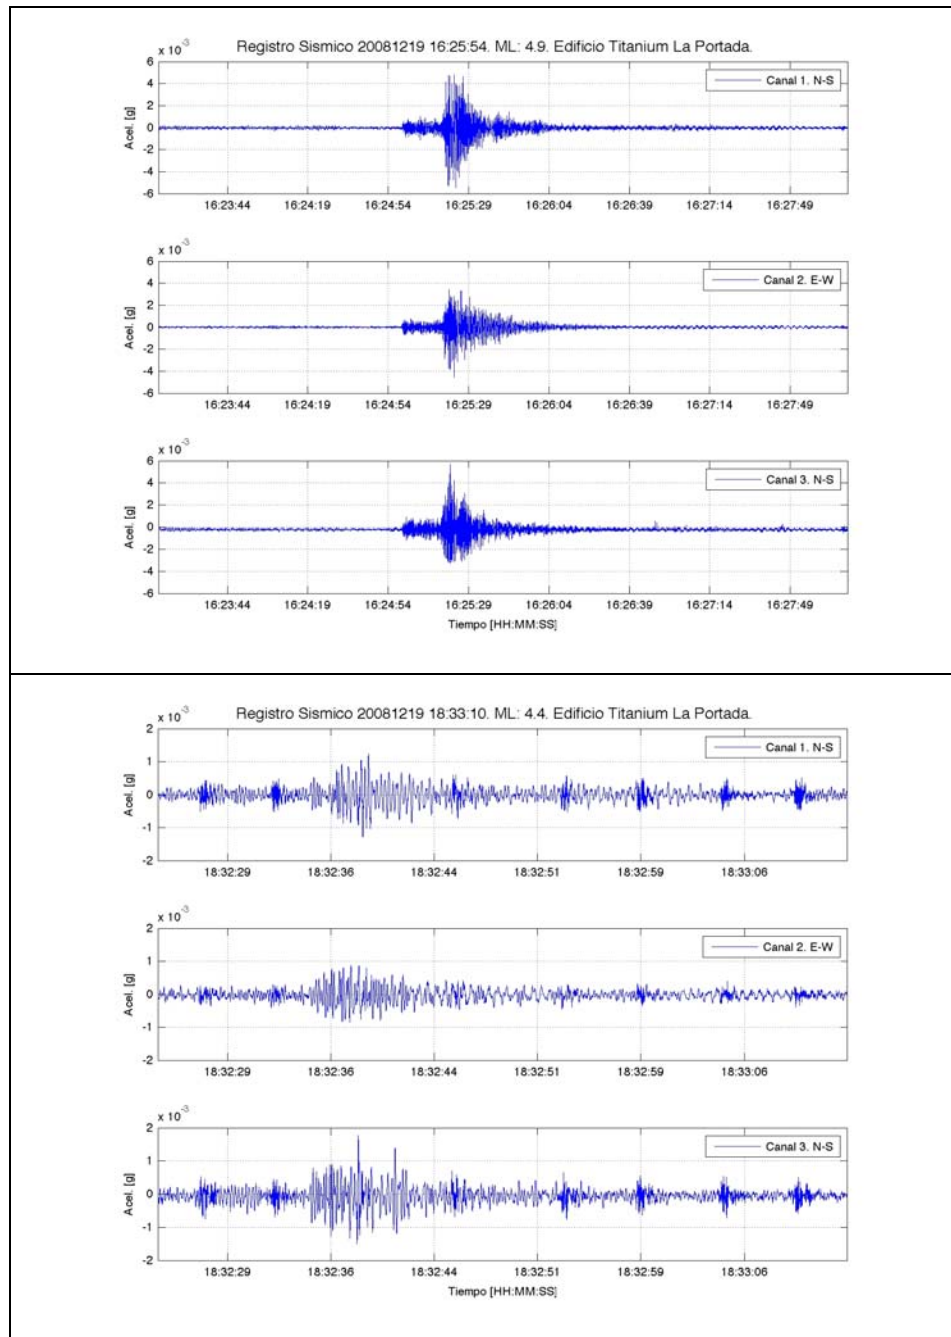 Registro Sismico 20081219 16:25:54. ML: 4.9. Edificio Titanium La Portada.
x 10^-3
Canal 1. N-S
Acel. [g]
6
4
2
0
-2
-4
-6
16:23:44 16:24:19 16:24:54 16:25:29 16:26:04 16:26:39 16:27:14 16:27:49
x 10^-3
Canal 2. E-W
Acel. [g]
6
4
2
0
-2
-4
-6
16:23:44 16:24:19 16:24:54 16:25:29 16:26:04 16:26:39 16:27:14 16:27:49
x 10^-3
Canal 3. N-S
Acel. [g]
6
4
2
0
-2
-4
-6
16:23:44 16:24:19 16:24:54 16:25:29 16:26:04 16:26:39 16:27:14 16:27:49
Tiempo [HH:MM:SS]
Registro Sismico 20081219 18:33:10. ML: 4.4. Edificio Titanium La Portada.
x 10^-3
Canal 1. N-S
Acel. [g]
2
1
0
-1
-2
18:32:29 18:32:36 18:32:44 18:32:51 18:32:59 18:33:06
x 10^-3
Canal 2. E-W
Acel. [g]
2
1
0
-1
-2
18:32:29 18:32:36 18:32:44 18:32:51 18:32:59 18:33:06
x 10^-3
Canal 3. N-S
Acel. [g]
2
1
0
-1
-2
18:32:29 18:32:36 18:32:44 18:32:51 18:32:59 18:33:06
Tiempo [HH:MM:SS]